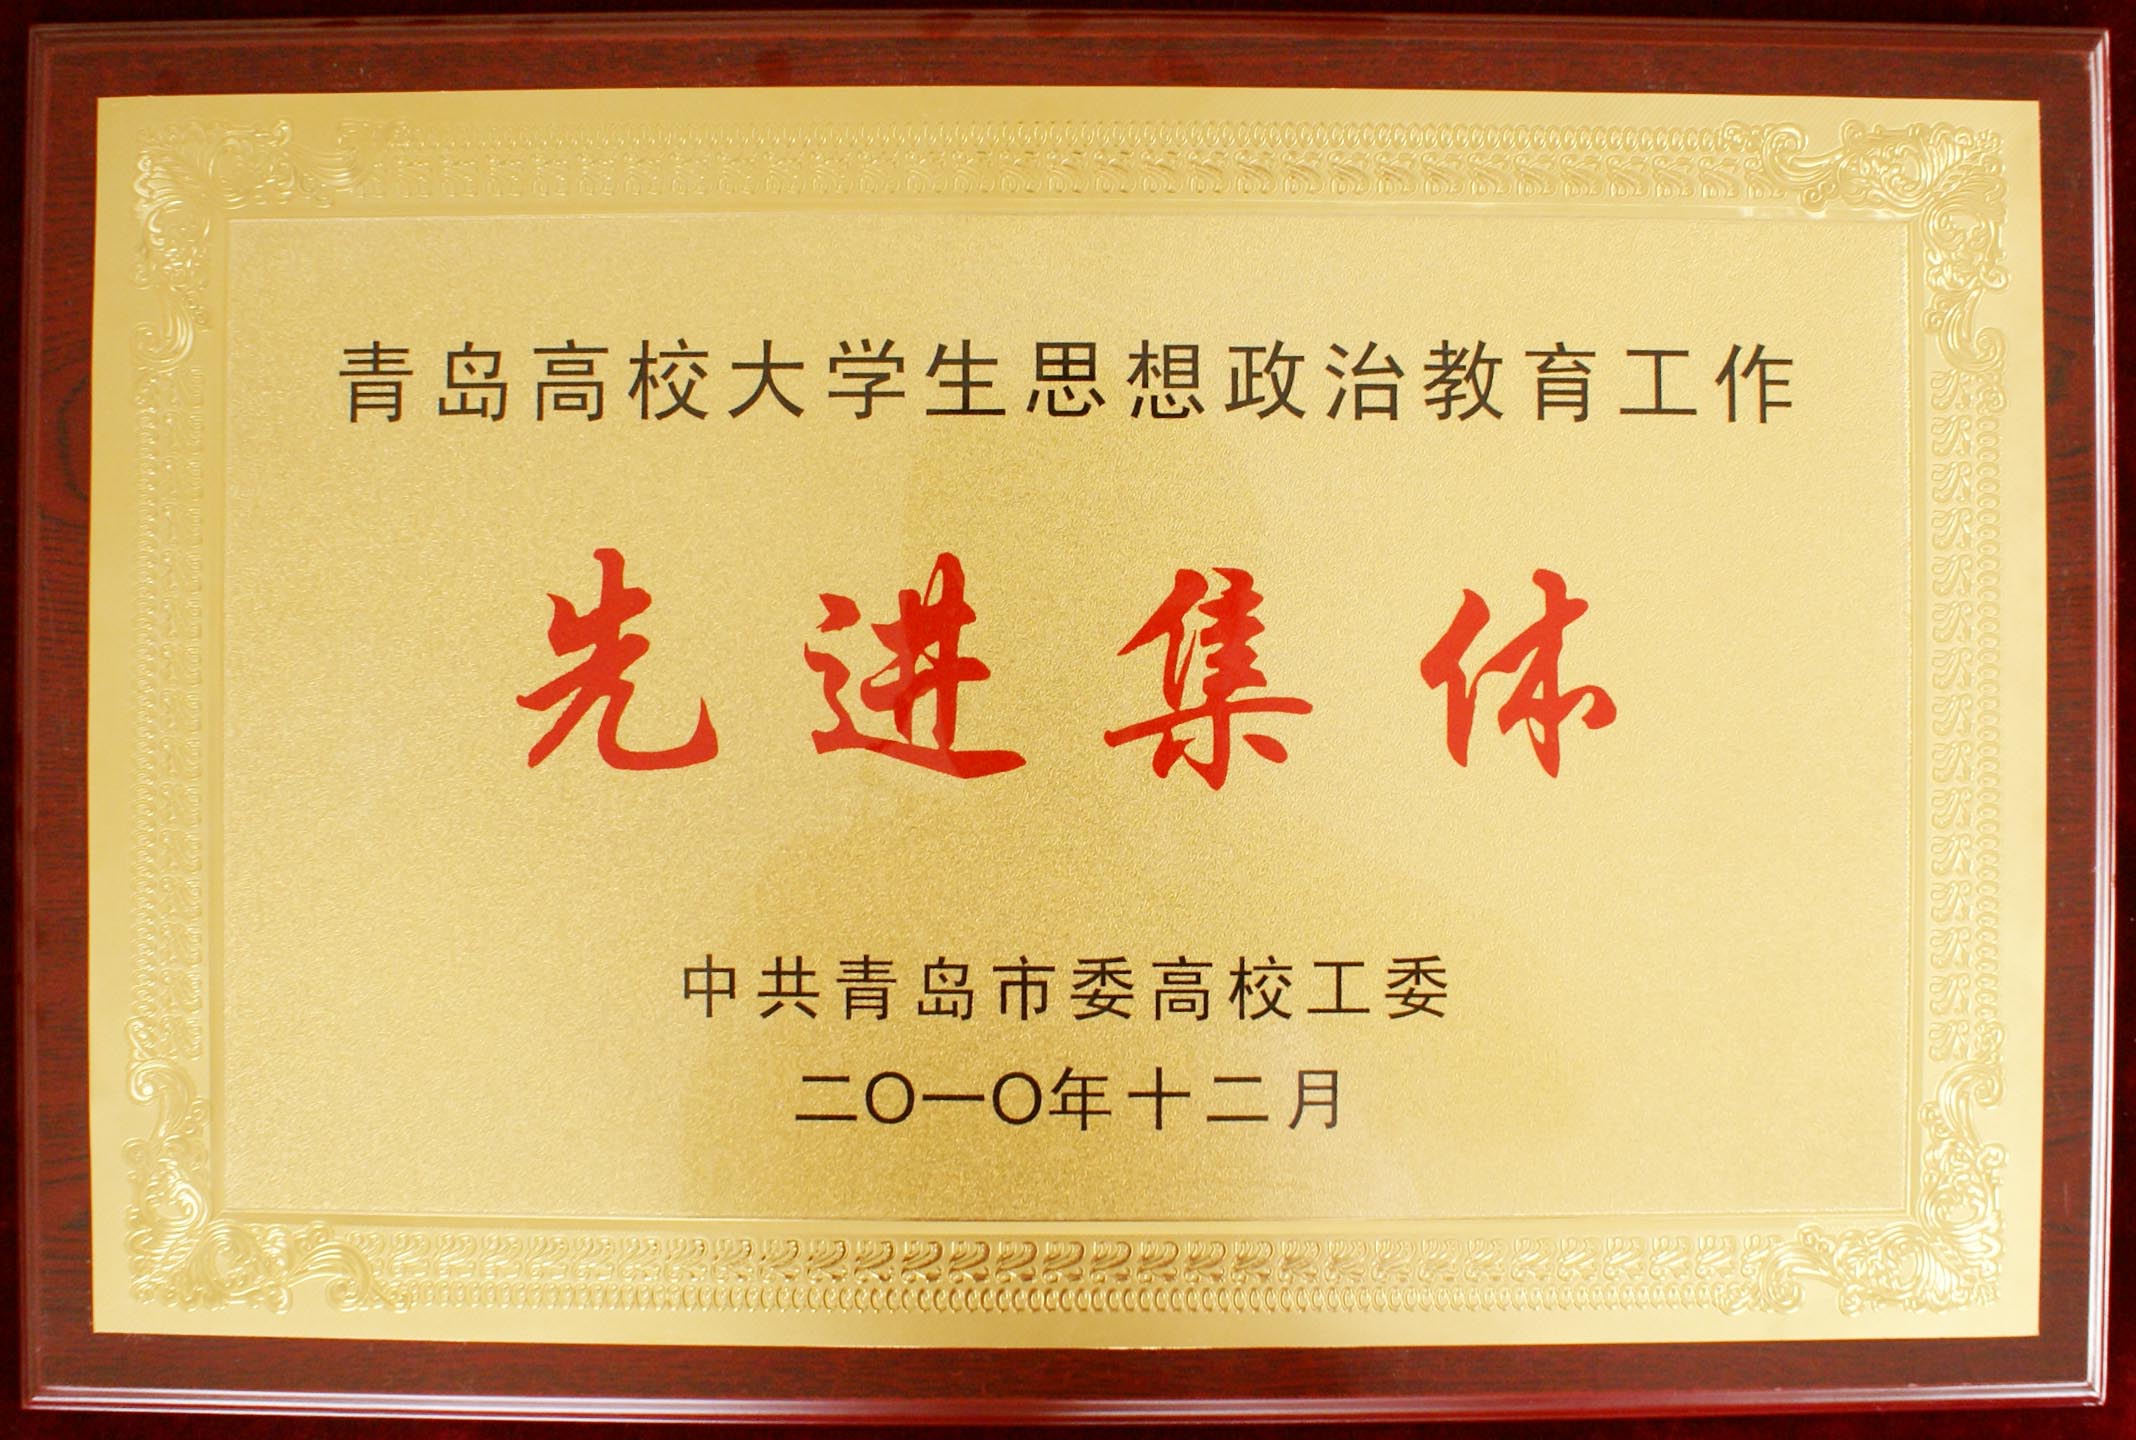 青岛高校大学生思想政治教育工作
先进集体
中共青岛市委高校工委
二〇一〇年十二月